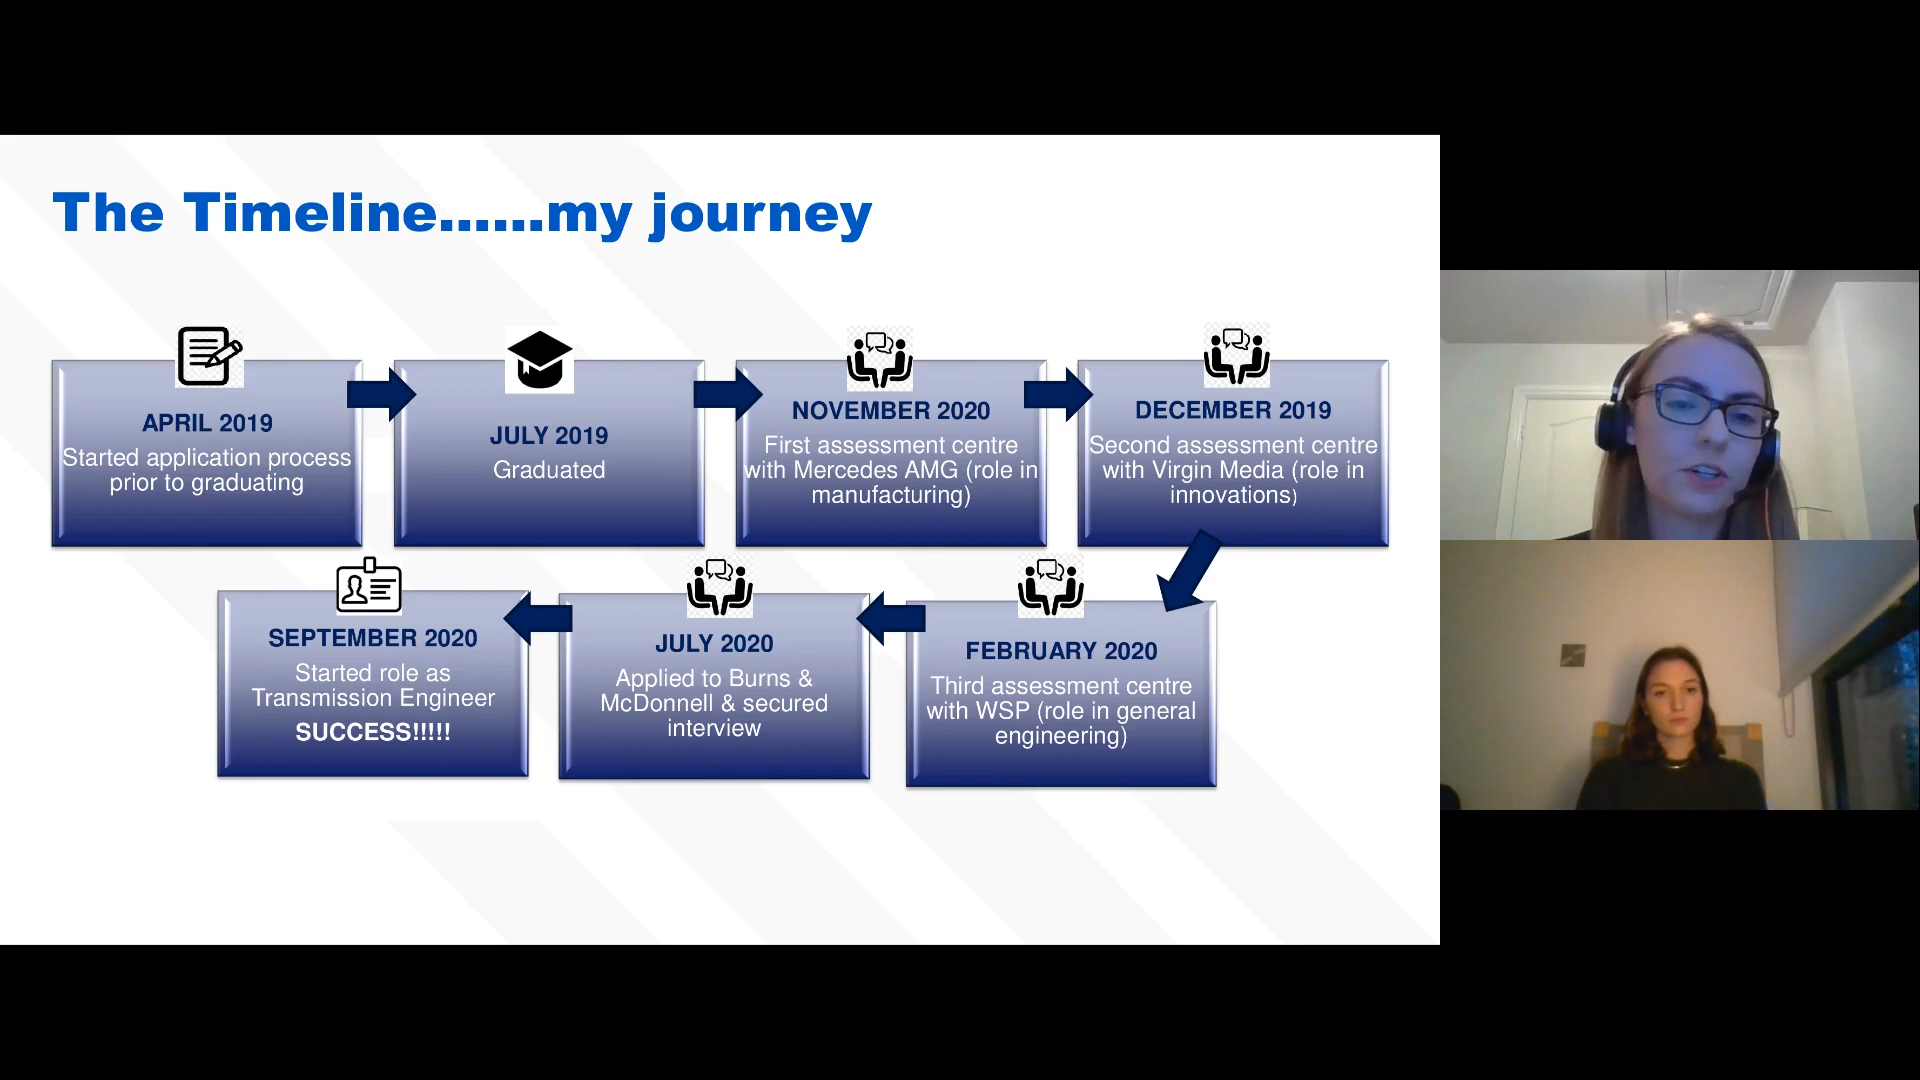 The Timeline......my journey
APRIL 2019
Started application process
prior to graduating
JULY 2019
Graduated
NOVEMBER 2020
First assessment centre
with Mercedes AMG (role in
manufacturing)
DECEMBER 2019
Second assessment centre
with Virgin Media (role in
innovations)
FEBRUARY 2020
Third assessment centre
with WSP (role in general
engineering)
JULY 2020
Applied to Burns &
McDonnell & secured
interview
SEPTEMBER 2020
Started role as
Transmission Engineer
SUCCESS!!!!!